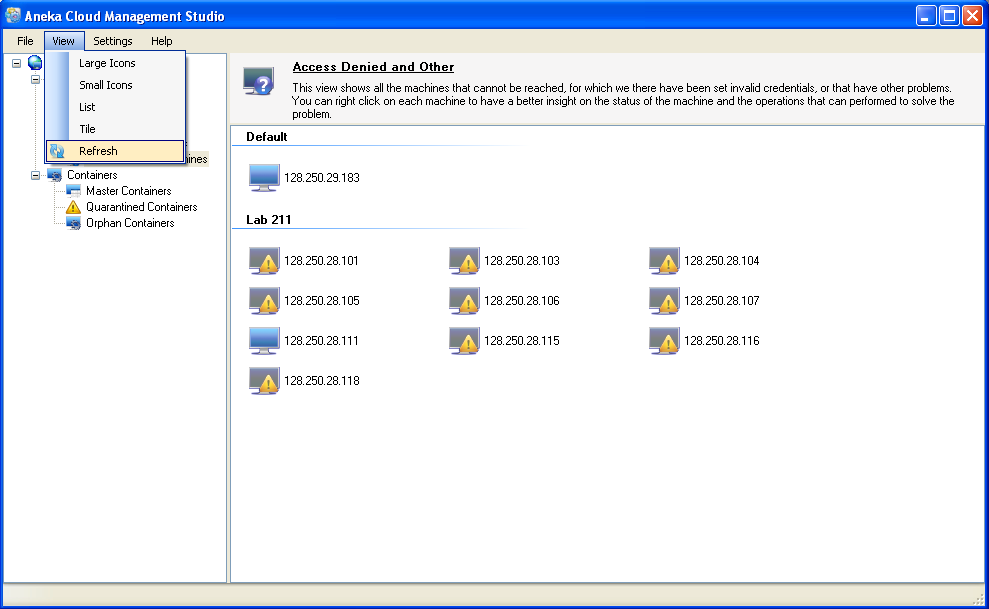 Aneka Cloud Management Studio
File View Settings Help
Large Icons
Small Icons
List
Tile
Refresh
ines
Containers
Master Containers
Quarantined Containers
Orphan Containers
Access Denied and Other
This view shows all the machines that cannot be reached, for which we there have been set invalid credentials, or that have other problems.
You can right click on each machine to have a better insight on the status of the machine and the operations that can performed to solve the
problem.
Default
128.250.29.183
Lab 211
128.250.28.101 128.250.28.103 128.250.28.104
128.250.28.105 128.250.28.106 128.250.28.107
128.250.28.111 128.250.28.115 128.250.28.116
128.250.28.118